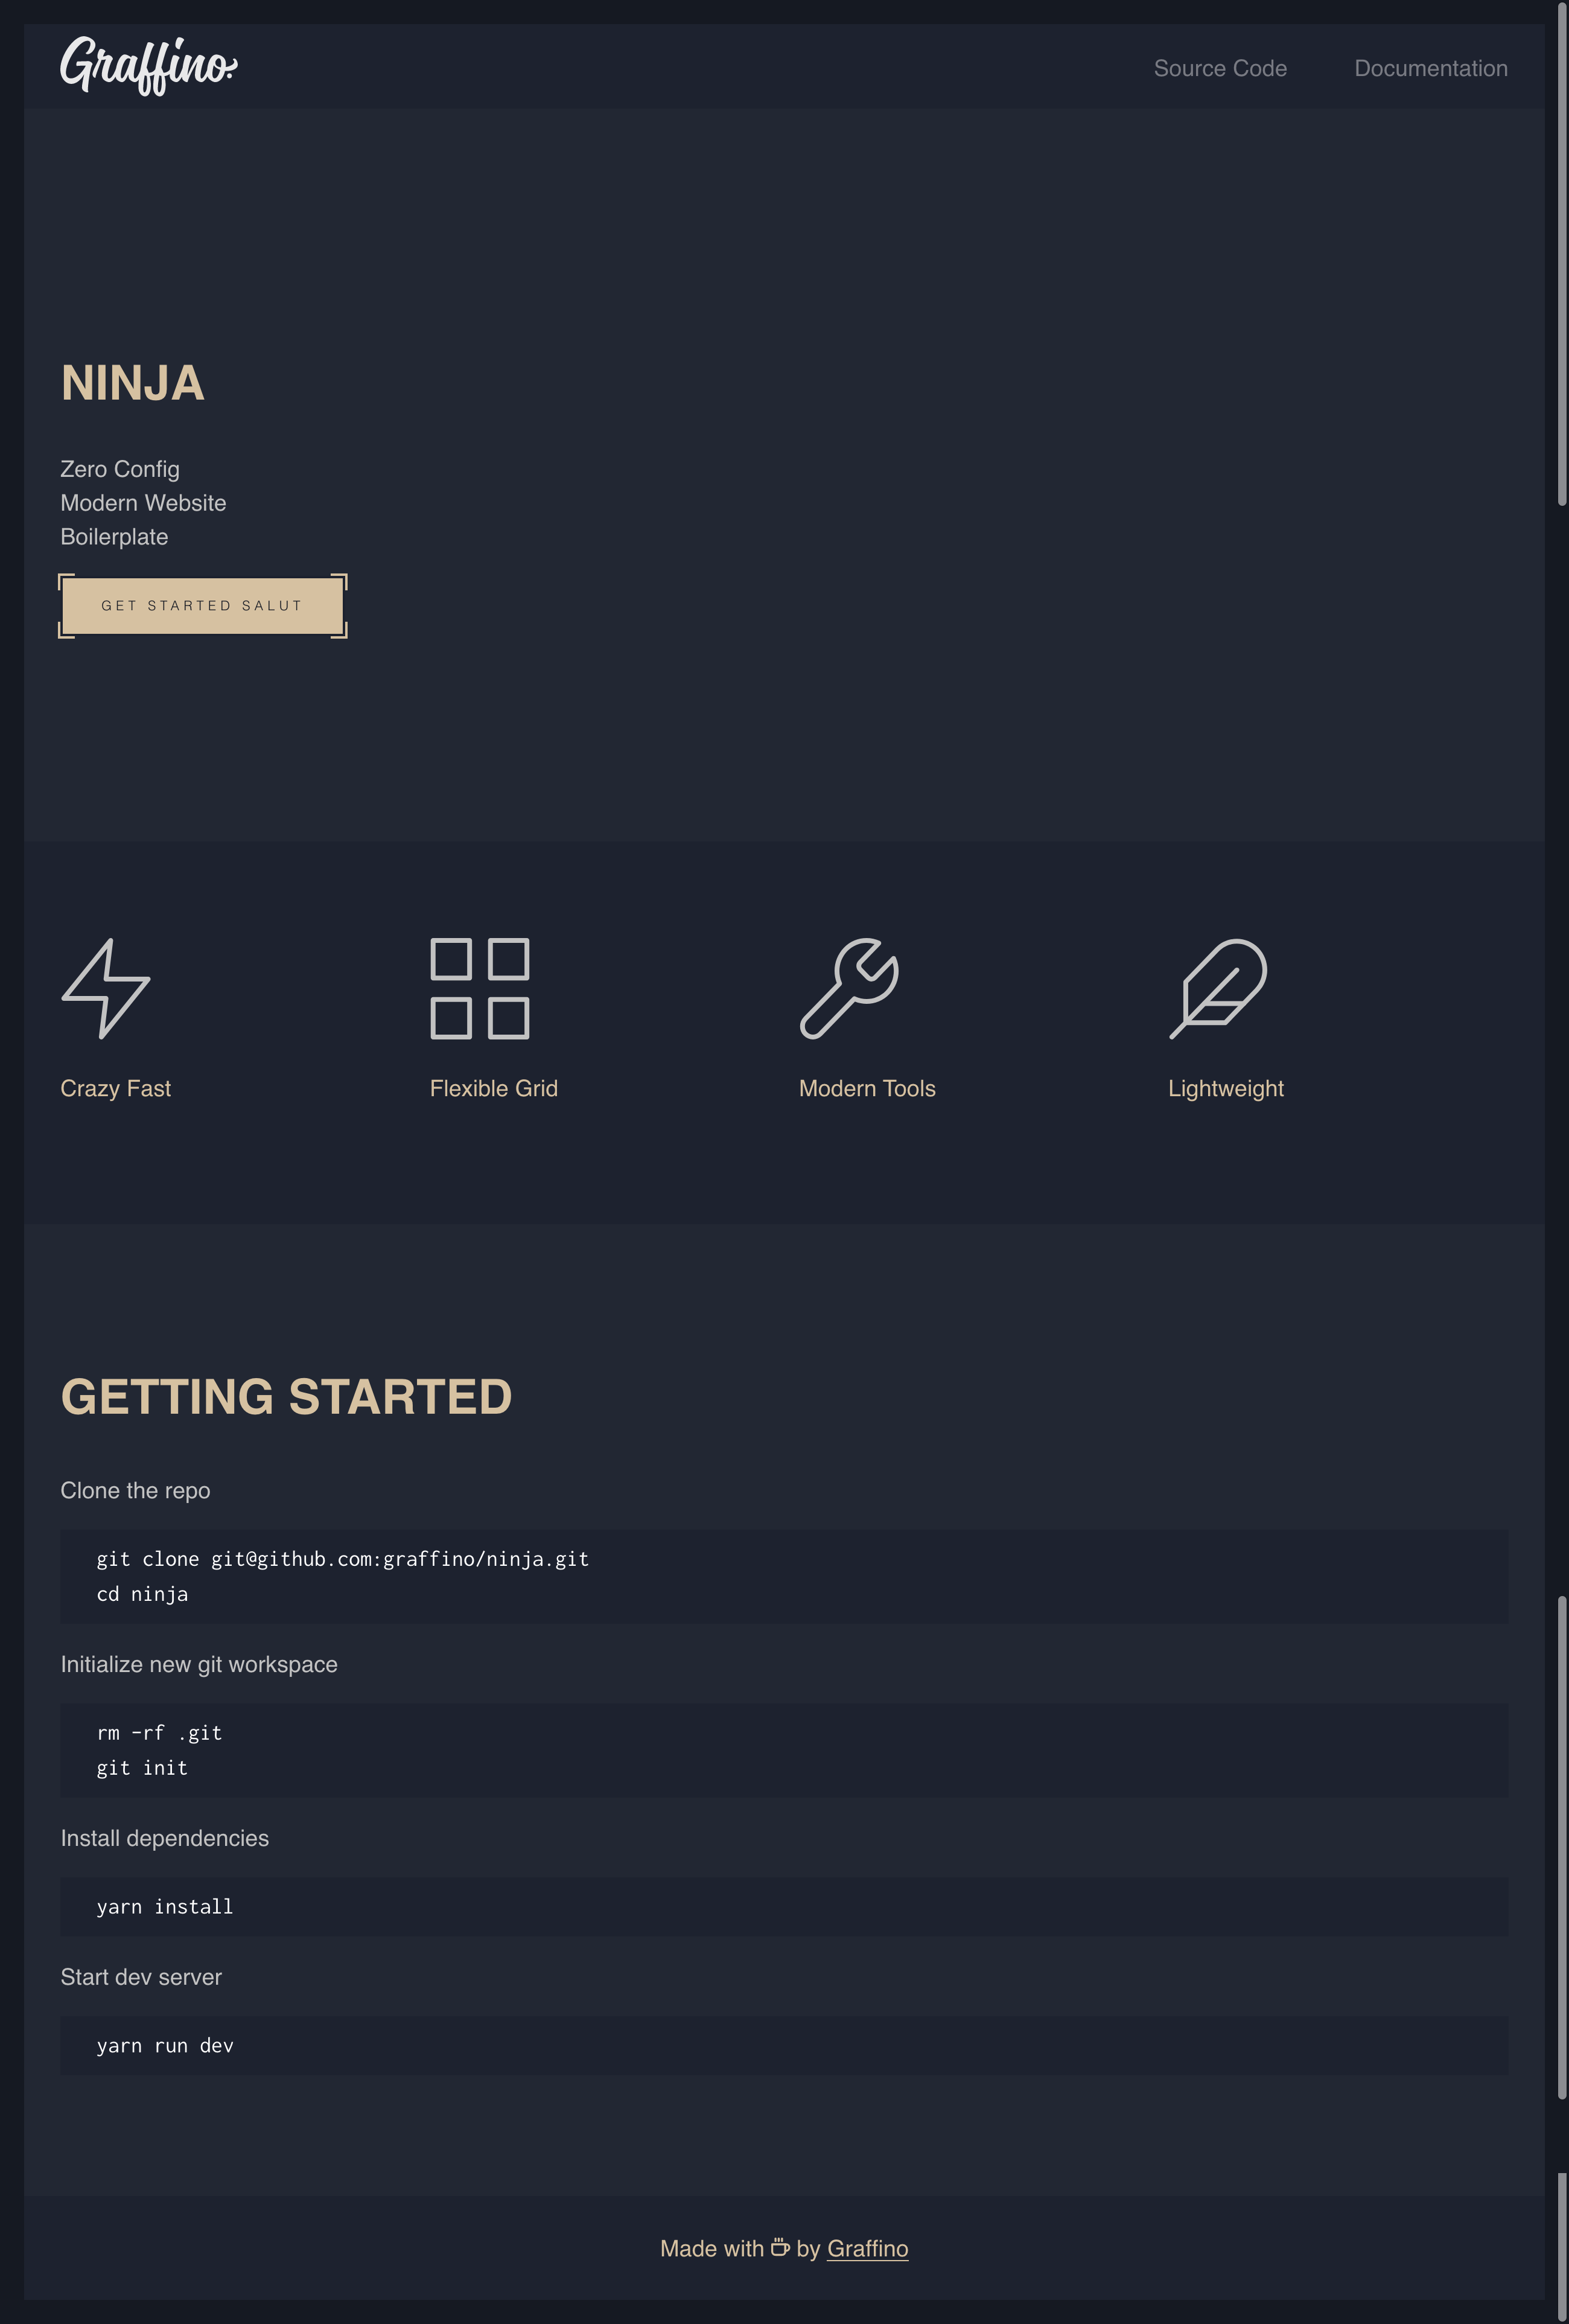 Graffino
Source Code
Documentation
NINJA
Zero Config
Modern Website
Boilerplate
GET STARTED SALUT
Crazy Fast
Flexible Grid
Modern Tools
Lightweight
GETTING STARTED
Clone the repo
git clone git@github.com:graffino/ninja.git
cd ninja
Initialize new git workspace
rm -rf .git
git init
Install dependencies
yarn install
Start dev server
yarn run dev
Made with by Graffino